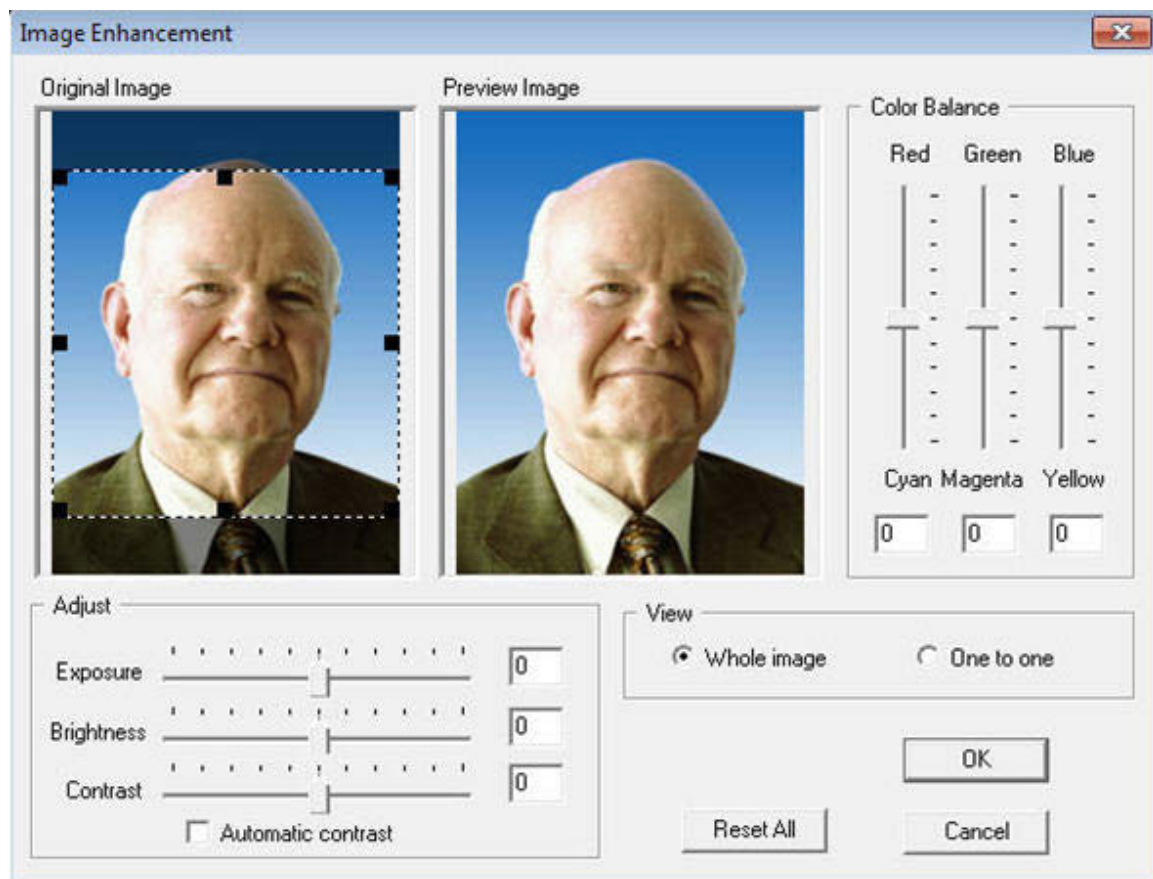 Image Enhancement
Original Image
Preview Image
Color Balance
Red Green Blue
Cyan Magenta Yellow
0 0 0
Adjust
Exposure 0
Brightness 0
Contrast 0
Automatic contrast
View
Whole image One to one
OK
Reset All Cancel